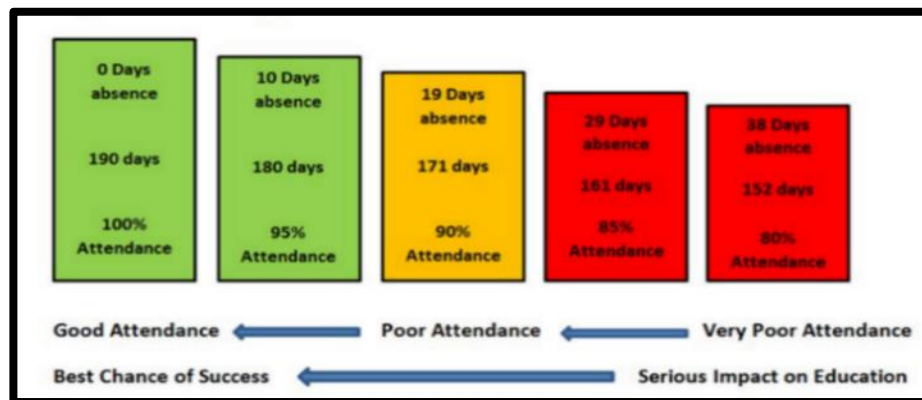 0 Days
absence
190 days
100%
Attendance
10 Days
absence
180 days
95%
Attendance
19 Days
absence
171 days
90%
Attendance
29 Days
absence
161 days
85%
Attendance
38 Days
absence
152 days
80%
Attendance
Good Attendance Poor Attendance Very Poor Attendance
Best Chance of Success Serious Impact on Education